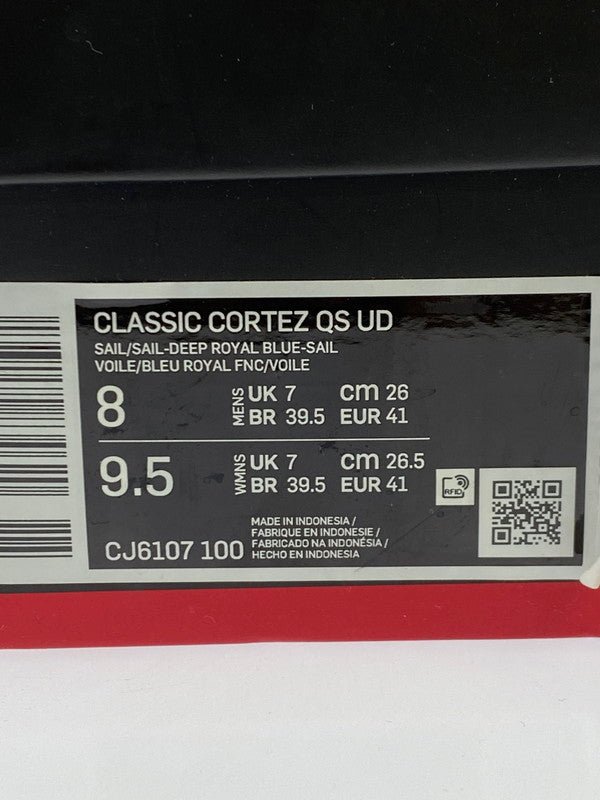 CLASSIC CORTEZ QS UD
SAIL/SAIL-DEEP ROYAL BLUE-SAIL
VOILE/BLEU ROYAL FNC/VOILE
8 MENS UK 7 cm 26
BR 39.5 EUR 41
9.5 WMNS UK 7 cm 26.5
BR 39.5 EUR 41
RFID
CJ6107 100
MADE IN INDONESIA /
FABRIQUE EN INDONESIE /
FABRICADO NA INDONÉSIA /
HECHO EN INDONESIA